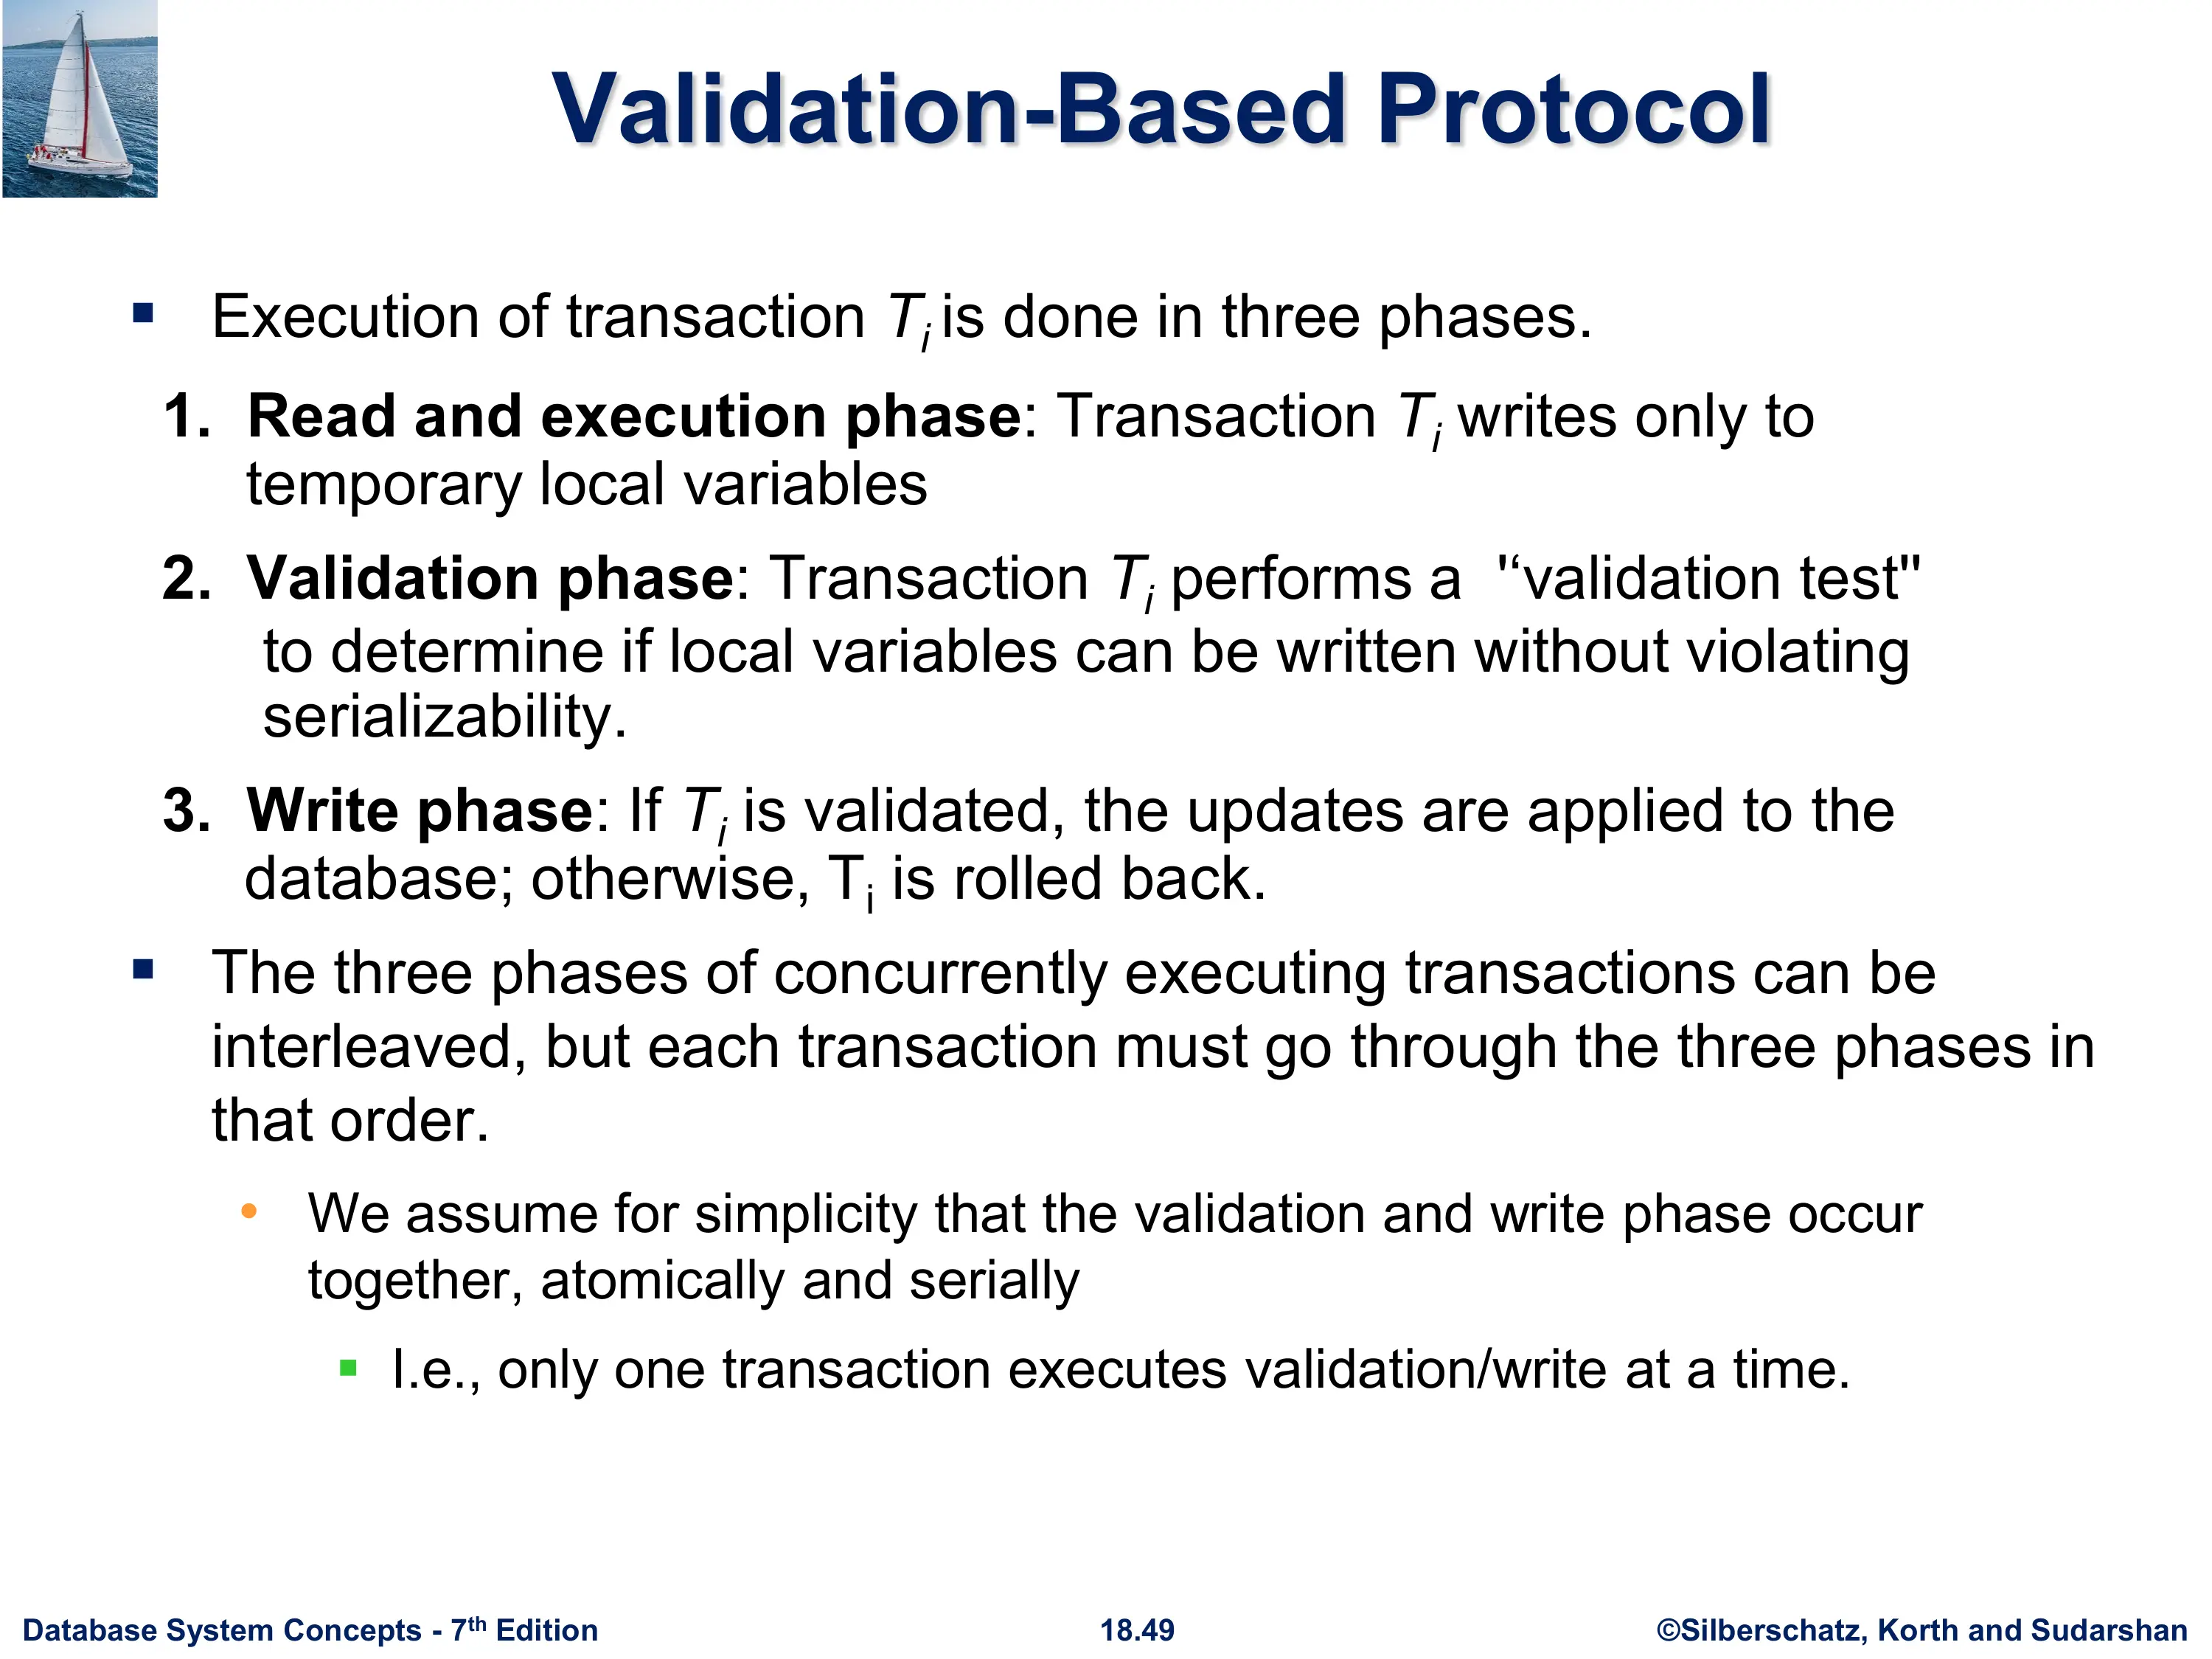 Validation-Based Protocol
▪ Execution of transaction Ti is done in three phases.
1. Read and execution phase: Transaction Ti writes only to
temporary local variables
2. Validation phase: Transaction Ti performs a "‘validation test"
to determine if local variables can be written without violating
serializability.
3. Write phase: If Ti is validated, the updates are applied to the
database; otherwise, Ti is rolled back.
▪ The three phases of concurrently executing transactions can be
interleaved, but each transaction must go through the three phases in
that order.
• We assume for simplicity that the validation and write phase occur
together, atomically and serially
▪ I.e., only one transaction executes validation/write at a time.
Database System Concepts - 7th Edition 18.49 ©Silberschatz, Korth and Sudarshan